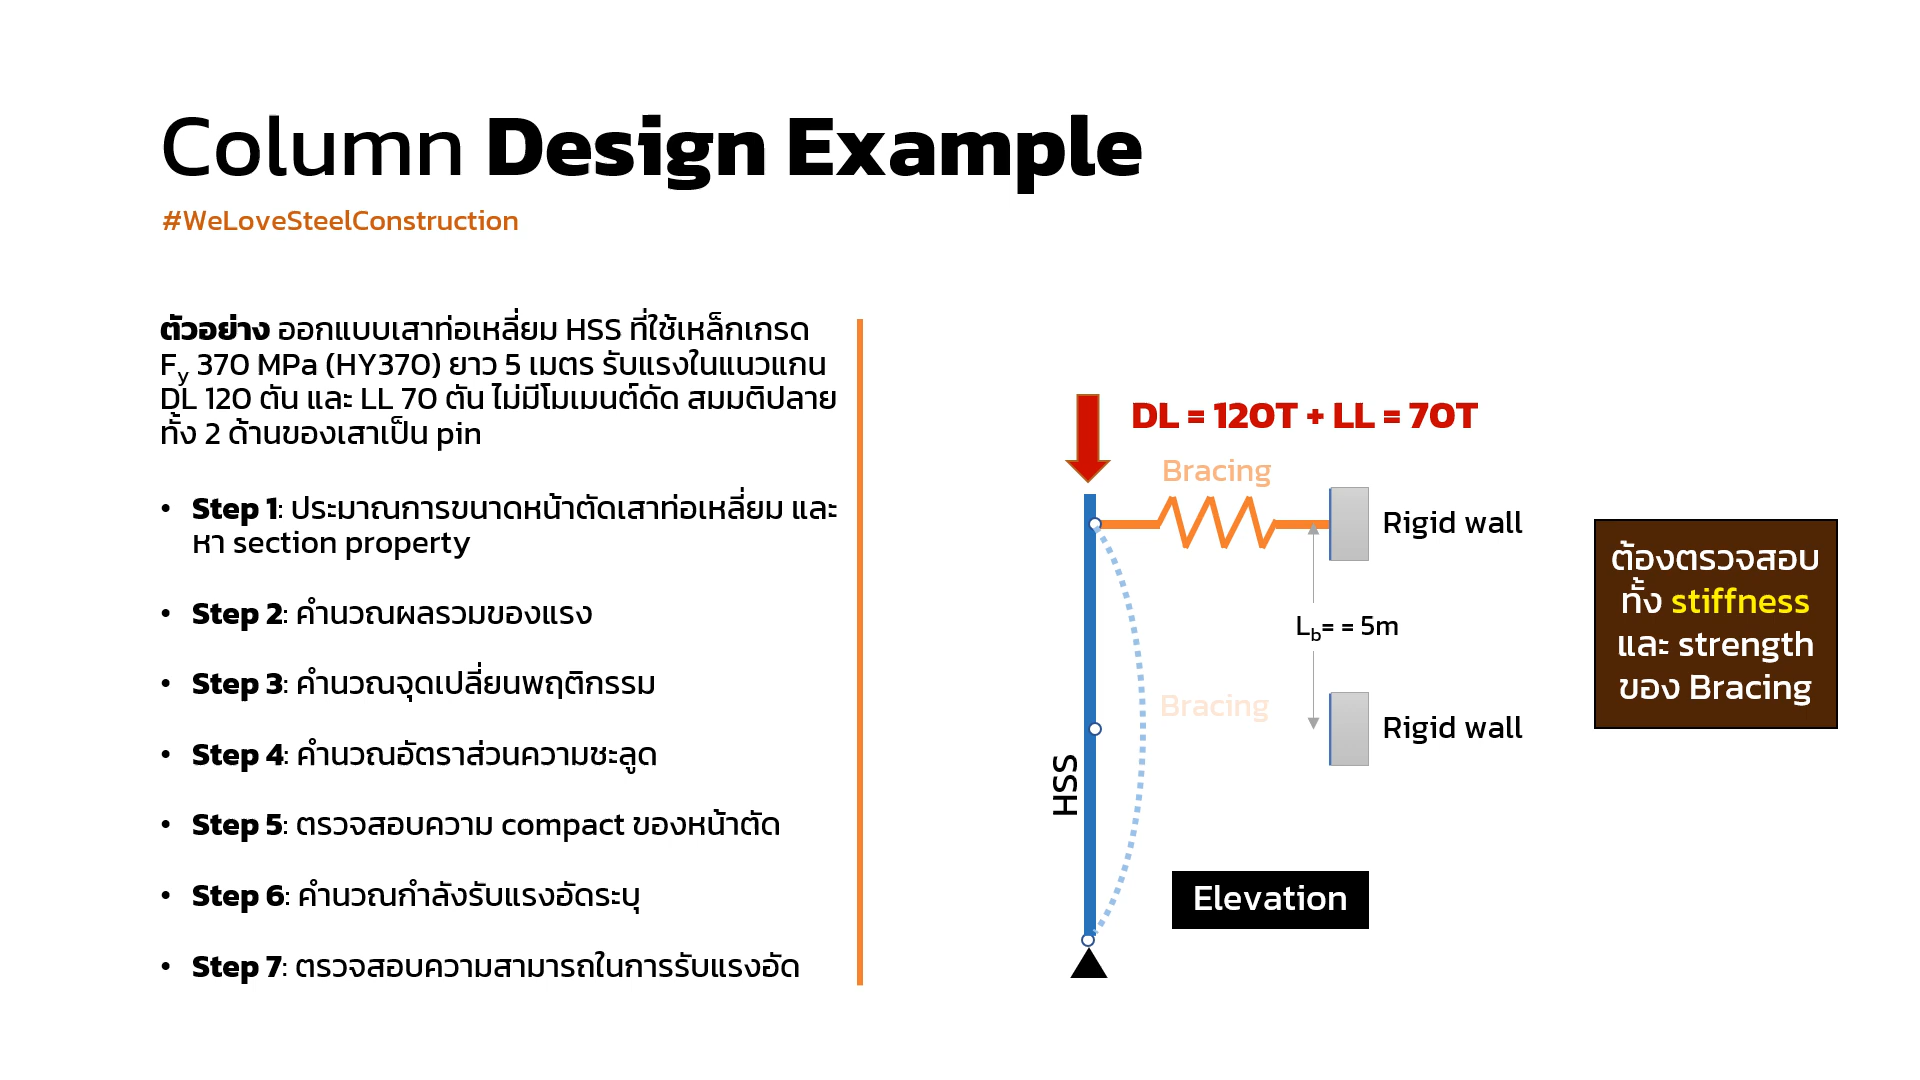 Column Design Example
#WeLoveSteelConstruction
ตัวอย่าง ออกแบบเสาท่อเหลี่ยม HSS ที่ใช้เหล็กเกรด
Fy 370 MPa (HY370) ยาว 5 เมตร รับแรงในแนวแกน
DL 120 ตัน และ LL 70 ตัน ไม่มีโมเมนต์ดัด สมมติปลาย
ทั้ง 2 ด้านของเสาเป็น pin
• Step 1: ประมาณการขนาดหน้าตัดเสาท่อเหลี่ยม และ
หา section property
• Step 2: คำนวณผลรวมของแรง
• Step 3: คำนวณจุดเปลี่ยนพฤติกรรม
• Step 4: คำนวณอัตราส่วนความชะลูด
• Step 5: ตรวจสอบความ compact ของหน้าตัด
• Step 6: คำนวณกำลังรับแรงอัดระบุ
• Step 7: ตรวจสอบความสามารถในการรับแรงอัด
DL = 120T + LL = 70T
Bracing
Rigid wall
Lb= = 5m
Bracing
Rigid wall
HSS
Elevation
ต้องตรวจสอบ
ทั้ง stiffness
และ strength
ของ Bracing